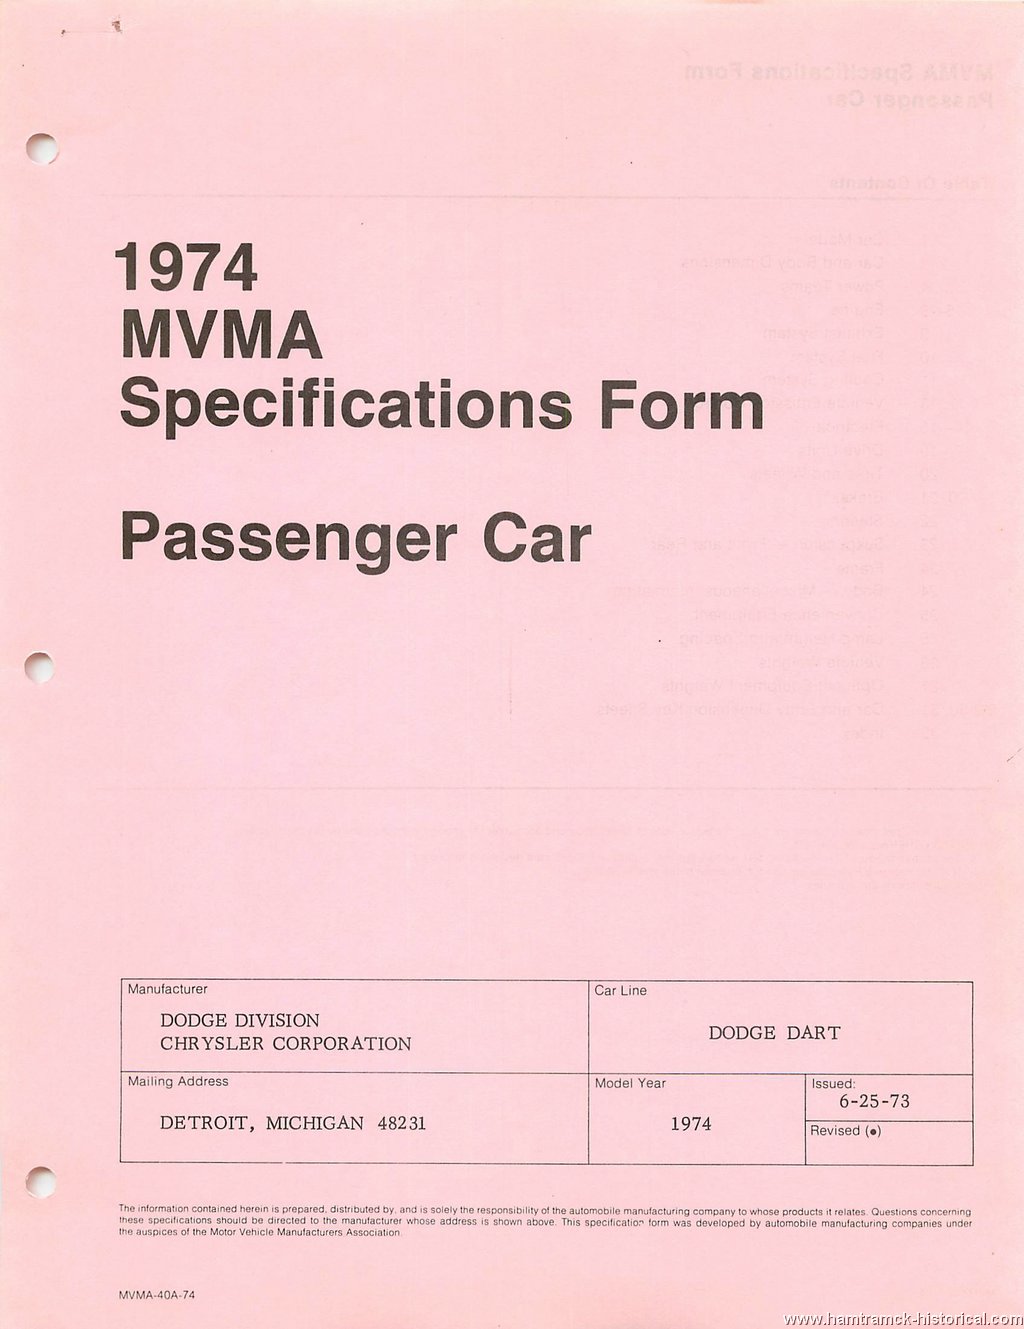 1974
MVMA
Specifications Form
Passenger Car
Manufacturer
DODGE DIVISION
CHRYSLER CORPORATION
Car Line
DODGE DART
Mailing Address
DETROIT, MICHIGAN 48231
Model Year
1974
Issued:
6-25-73
Revised (●)
The information contained herein is prepared, distributed by, and is solely the responsibility of the automobile manufacturing company to whose products it relates. Questions concerning
these specifications should be directed to the manufacturer whose address is shown above. This specification form was developed by automobile manufacturing companies under
the auspices of the Motor Vehicle Manufacturers Association.
MVMA-40A-74
www.hamtramck-historical.com